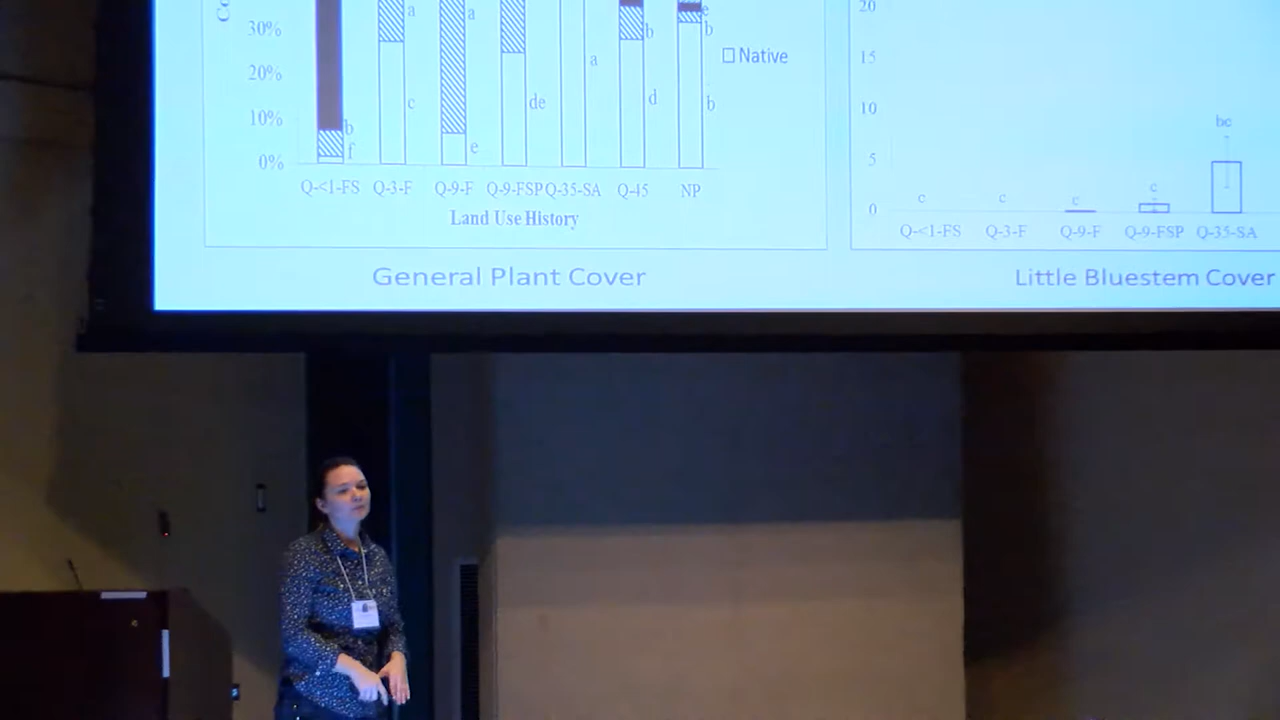 Co
30%
20%
10%
0%
a
a
e
b
b
a
c
de
d
b
b
f
e
Native
Q-<1-FS Q-3-F Q-9-F Q-9-FSP Q-35-SA Q-45 NP
Land Use History
General Plant Cover
20
15
10
5
0
bc
c
c
c
c
Q-<1-FS Q-3-F Q-9-F Q-9-FSP Q-35-SA
Little Bluestem Cover